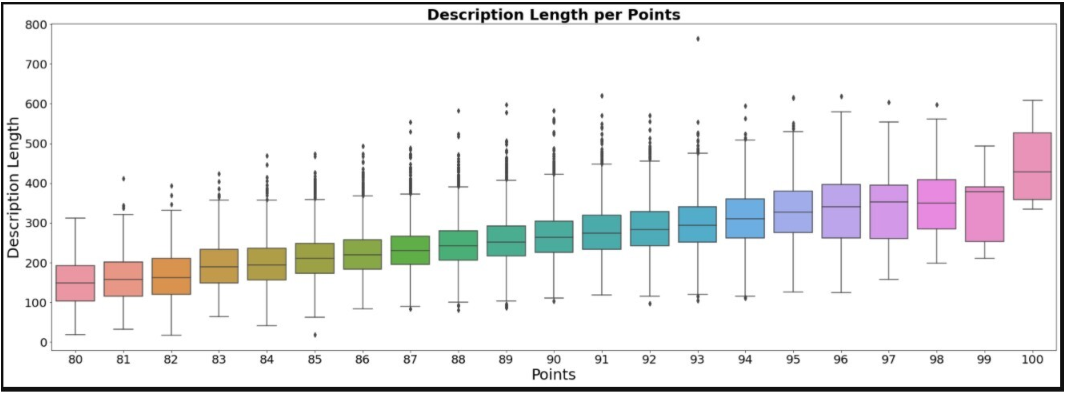 Description Length per Points
Description Length
800
700
600
500
400
300
200
100
0
80 81 82 83 84 85 86 87 88 89 90 91 92 93 94 95 96 97 98 99 100
Points